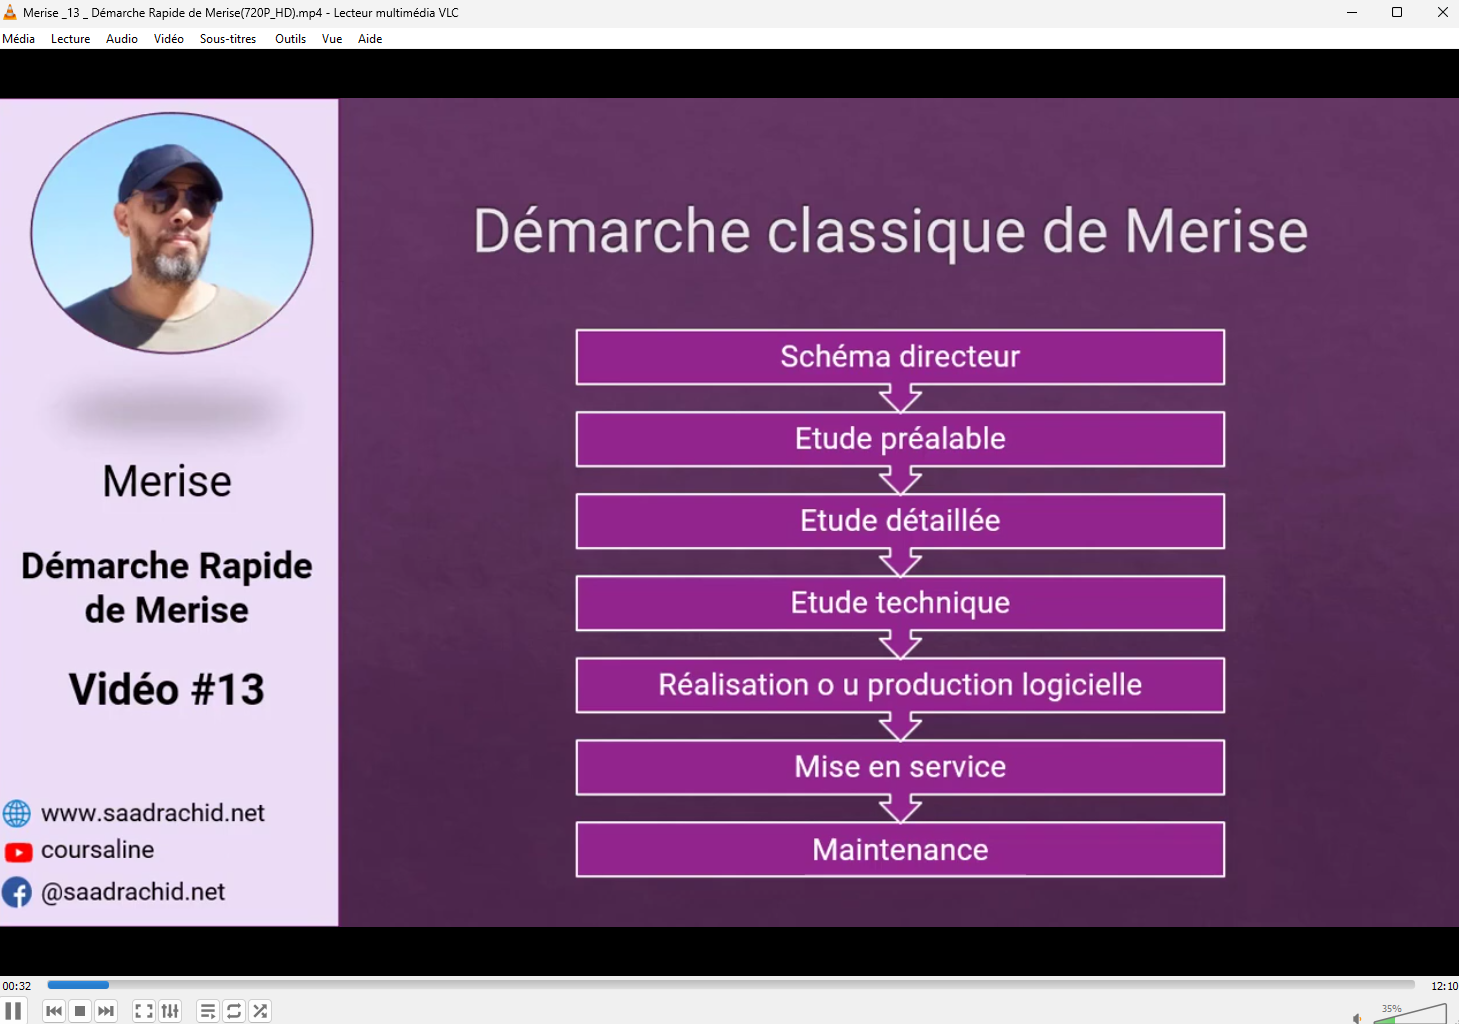 Merise _13 _ Démarche Rapide de Merise(720P_HD).mp4 - Lecteur multimédia VLC
Média Lecture Audio Vidéo Sous-titres Outils Vue Aide
Merise
Démarche Rapide
de Merise
Vidéo #13
www.saadrachid.net
coursaline
@saadrachid.net
Démarche classique de Merise
Schéma directeur
Etude préalable
Etude détaillée
Etude technique
Réalisation o u production logicielle
Mise en service
Maintenance
00:32
12:10
35%